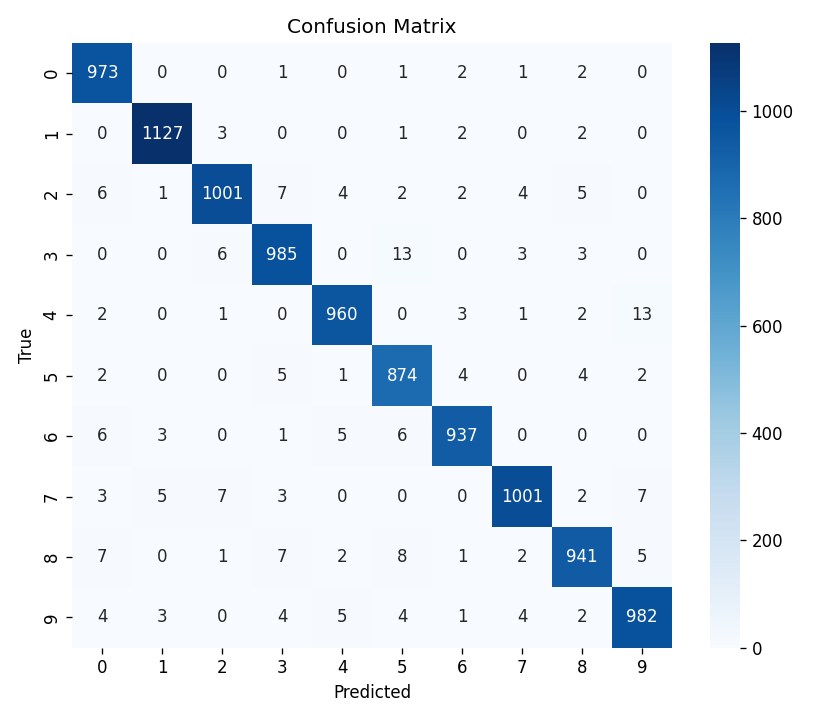 Confusion Matrix
0 973 0 0 1 0 1 2 1 2 0
1 0 1127 3 0 0 1 2 0 2 0
2 6 1 1001 7 4 2 2 4 5 0
3 0 0 6 985 0 13 0 3 3 0
4 2 0 1 0 960 0 3 1 2 13
5 2 0 0 5 1 874 4 0 4 2
6 6 3 0 1 5 6 937 0 0 0
7 3 5 7 3 0 0 0 1001 2 7
8 7 0 1 7 2 8 1 2 941 5
9 4 3 0 4 5 4 1 4 2 982
0 1 2 3 4 5 6 7 8 9
True
Predicted
1000
800
600
400
200
0